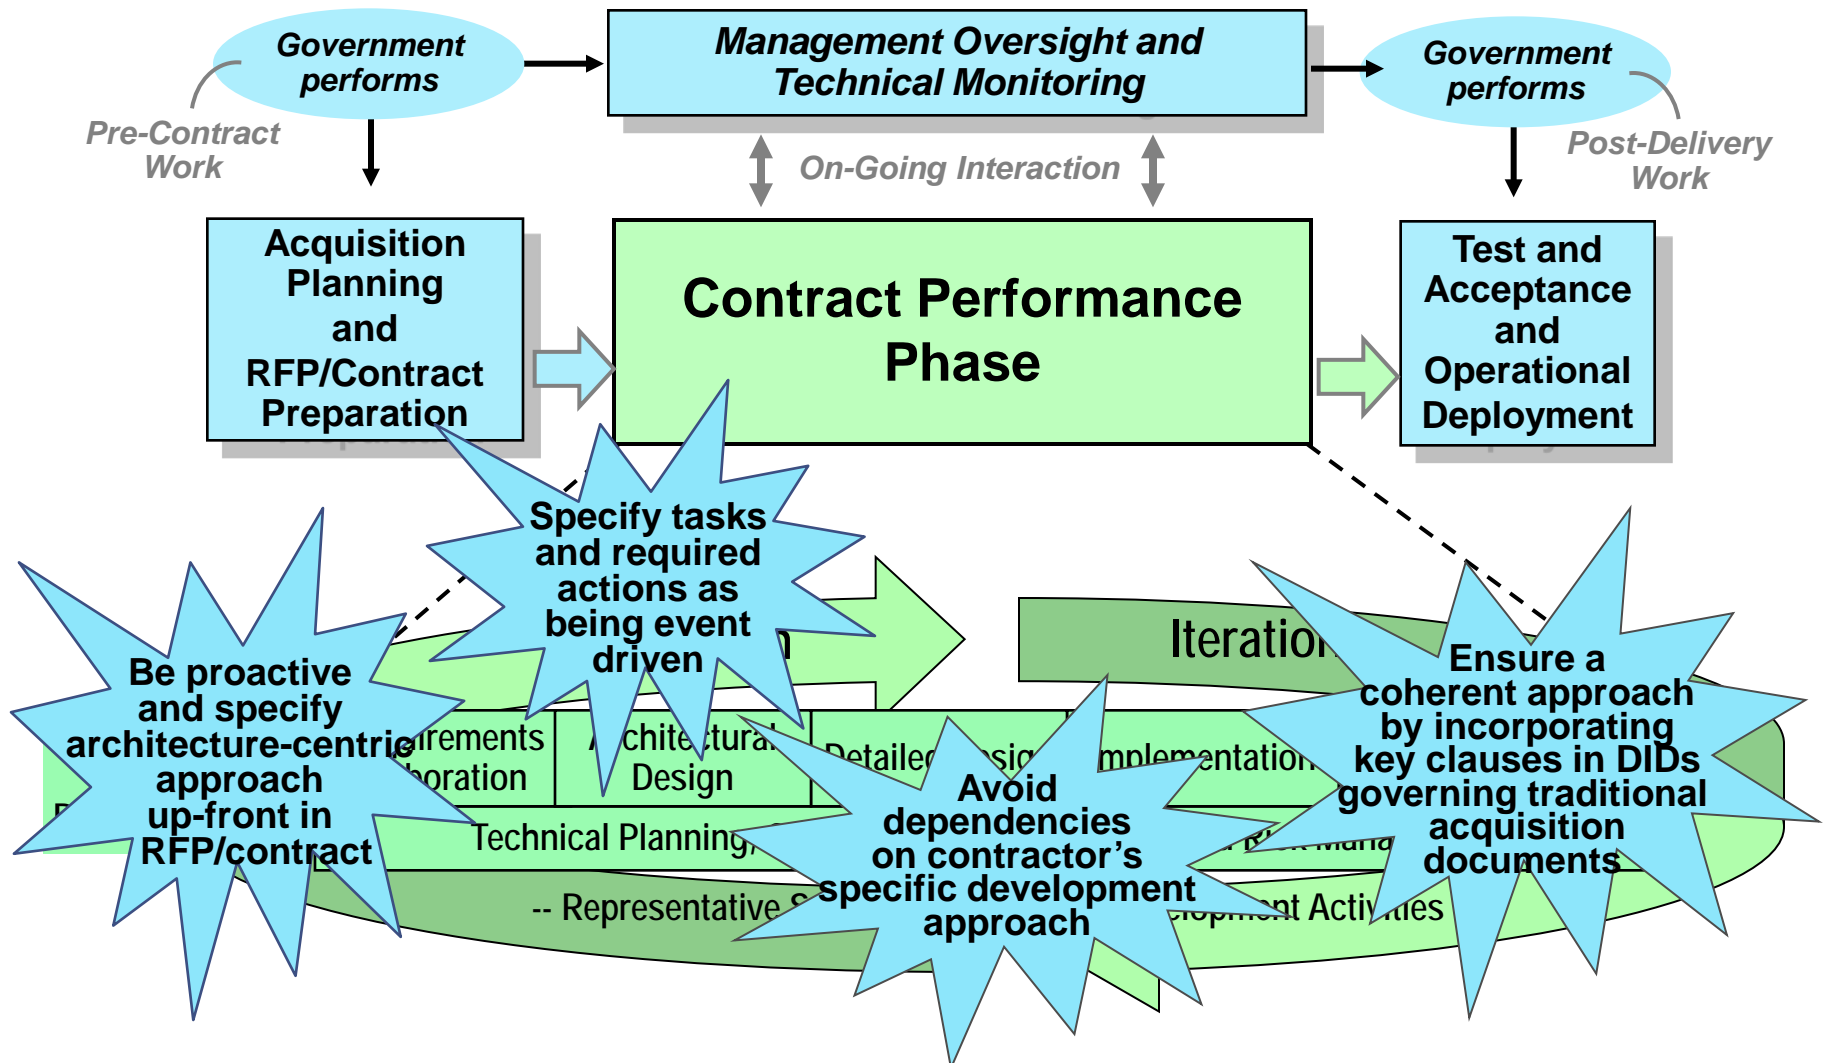 Government
performs
Management Oversight and
Technical Monitoring
Government
performs
Pre-Contract
Work
On-Going Interaction
Post-Delivery
Work
Acquisition
Planning
and
RFP/Contract
Preparation
Contract Performance
Phase
Test and
Acceptance
and
Operational
Deployment
Specify tasks
and required
actions as
being event
driven
Iteration
Be proactive
and specify
architecture-centric
approach
up-front in
RFP/contract
Ensure a
coherent approach
by incorporating
key clauses in DIDs
governing traditional
acquisition
documents
Architectural
Design
Detailed
Implementation
Avoid
dependencies
on contractor’s
specific development
approach
Technical Planning,
-- Representative
Activities